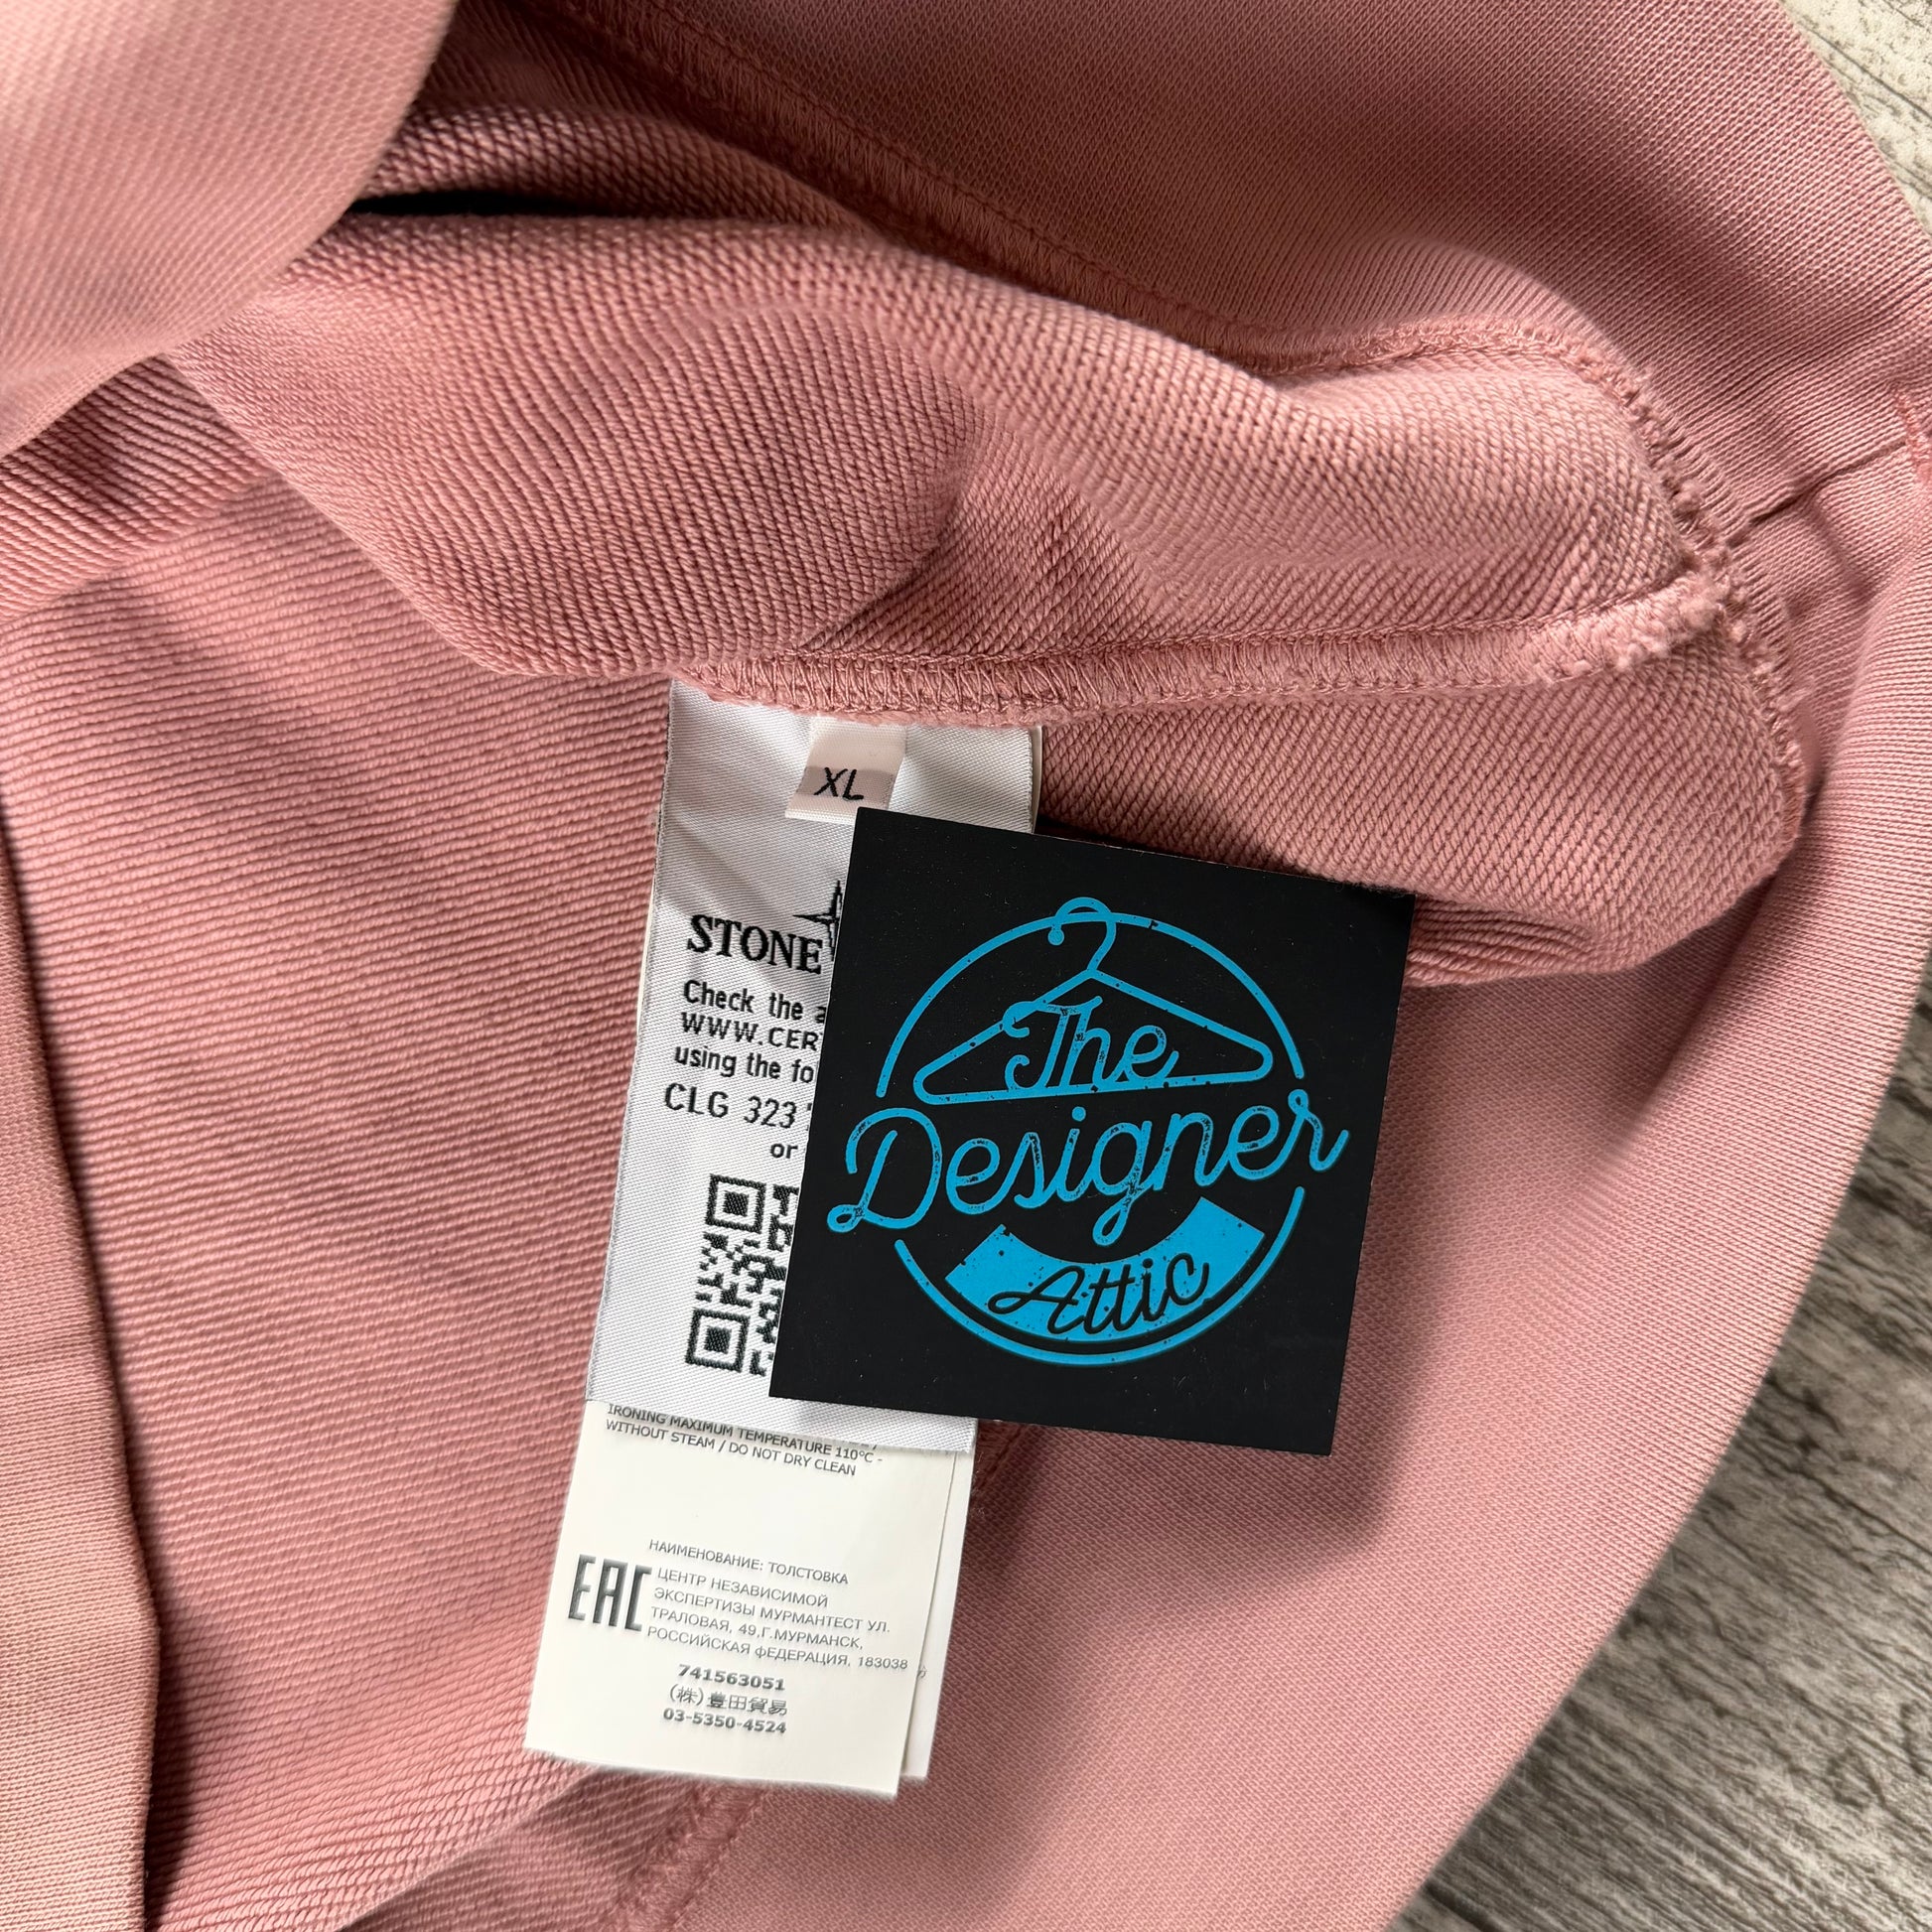 XL
STONE
Check the
WWW.CER
using the fo
CLG 323
or
The
Designer
Attic
IRONING MAXIMUM TEMPERATURE 110°C -
WITHOUT STEAM / DO NOT DRY CLEAN
НАИМЕНОВАНИЕ: ТОЛСТОВКА
EAC
ЦЕНТР НЕЗАВИСИМОЙ
ЭКСПЕРТИЗЫ МУРМАНТЕСТ УЛ.
ТРАЛОВАЯ, 49,Г.МУРМАНСК,
РОССИЙСКАЯ ФЕДЕРАЦИЯ, 183038
741563051
(株)豊田貿易
03-5350-4524